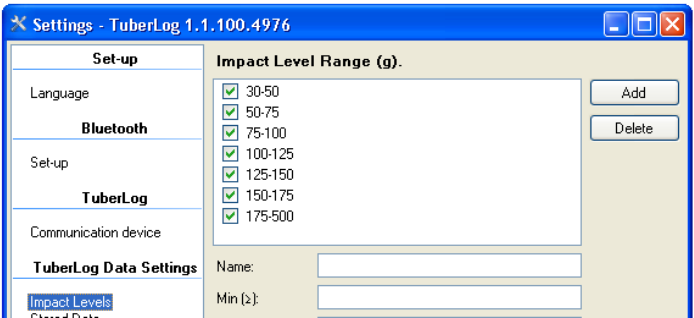 Settings - TuberLog 1.1.100.4976
Set-up
Language
Bluetooth
Set-up
TuberLog
Communication device
TuberLog Data Settings
Impact Levels
Stored Data
Impact Level Range (g).
30-50
50-75
75-100
100-125
125-150
150-175
175-500
Add
Delete
Name:
Min (≥):